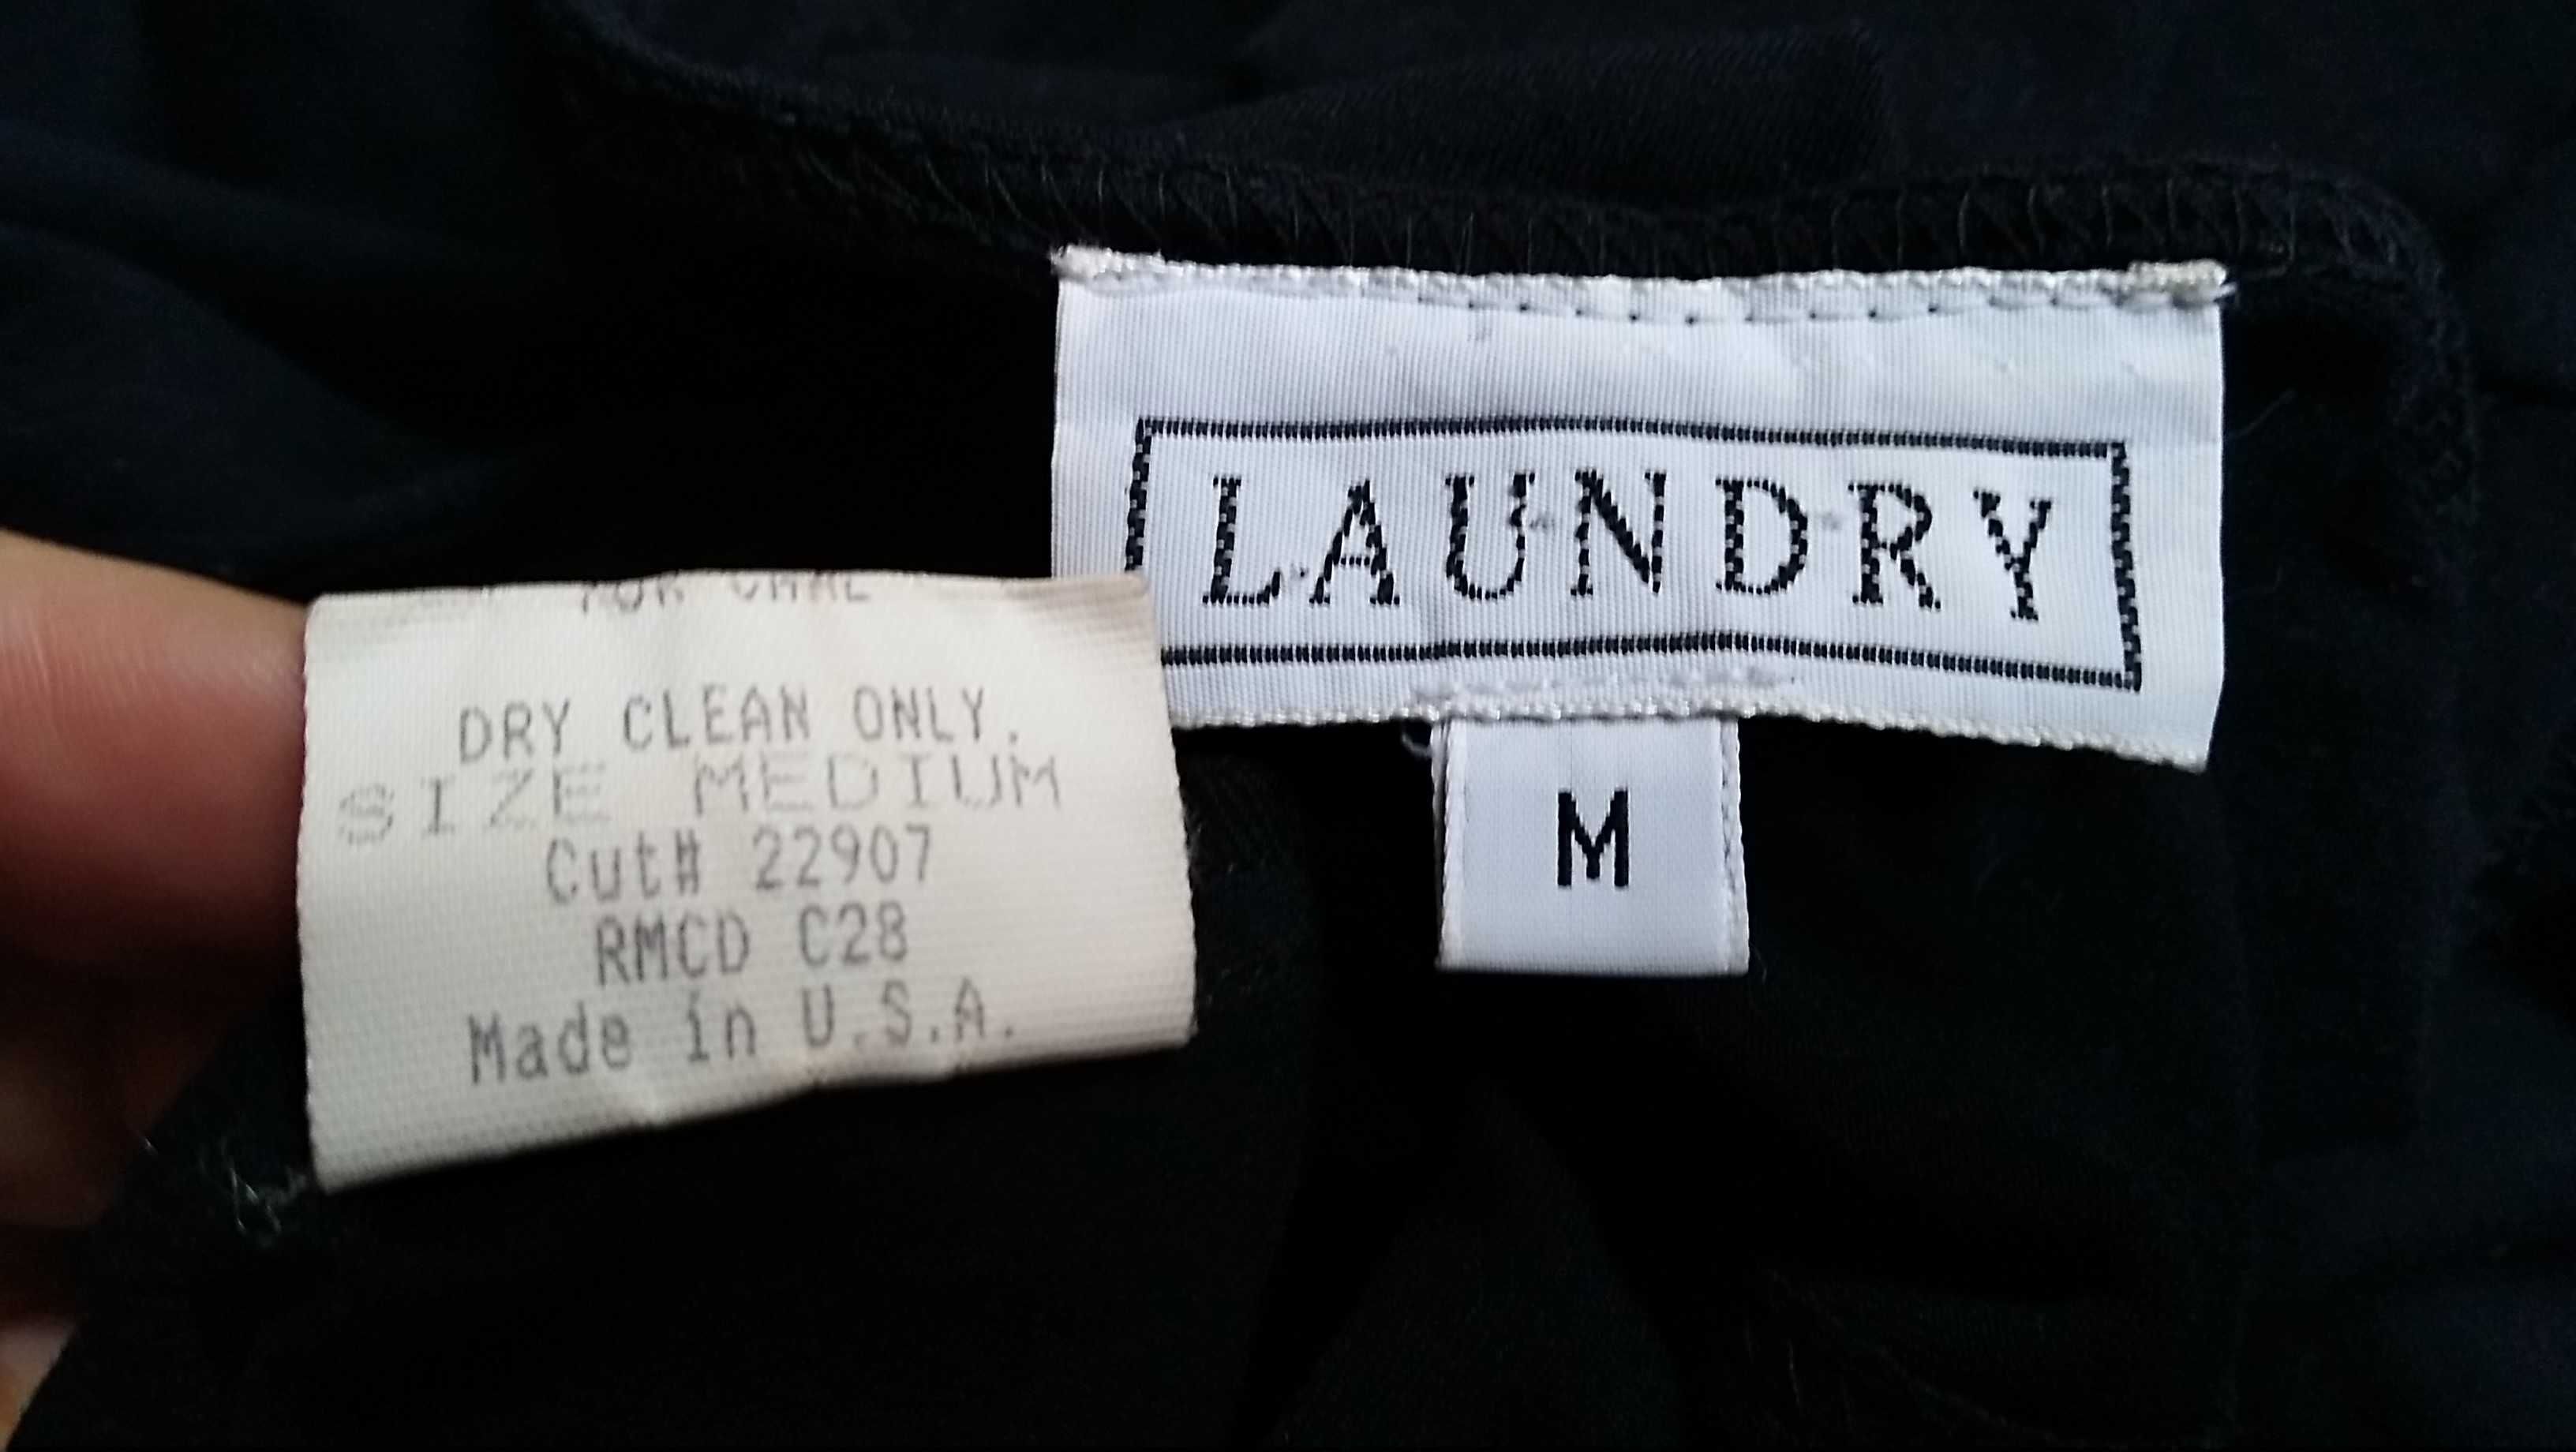 LAUNDRY
M
DRY CLEAN ONLY.
SIZE MEDIUM
Cut# 22907
RMCD C28
Made in U.S.A.